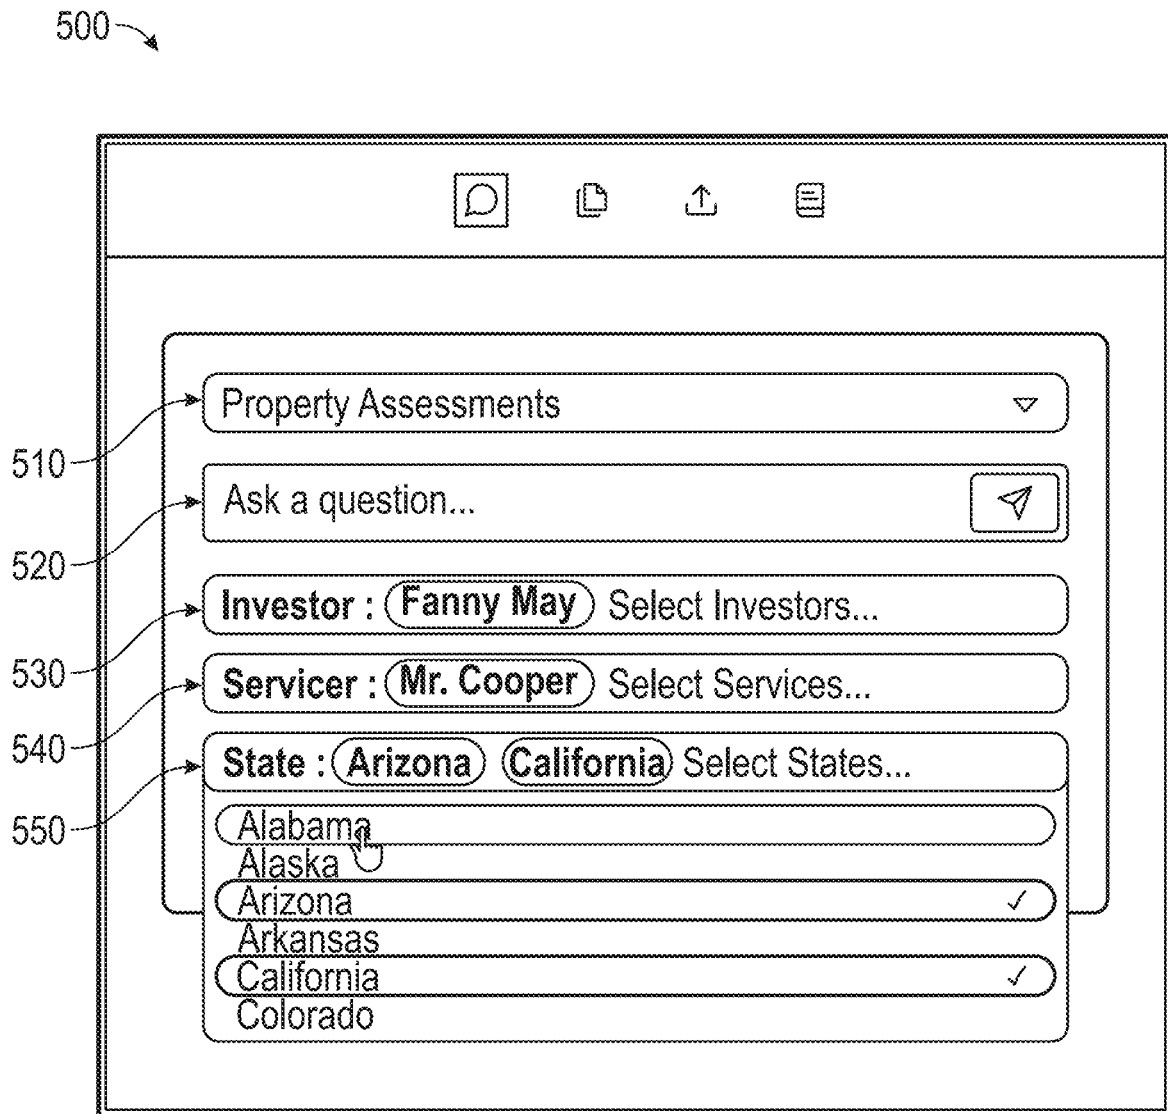 500
Property Assessments
510
Ask a question...
520
Investor : Fanny May Select Investors...
530
Servicer : Mr. Cooper Select Services...
540
State : Arizona California Select States...
550
Alabama
Alaska
Arizona
Arkansas
California
Colorado